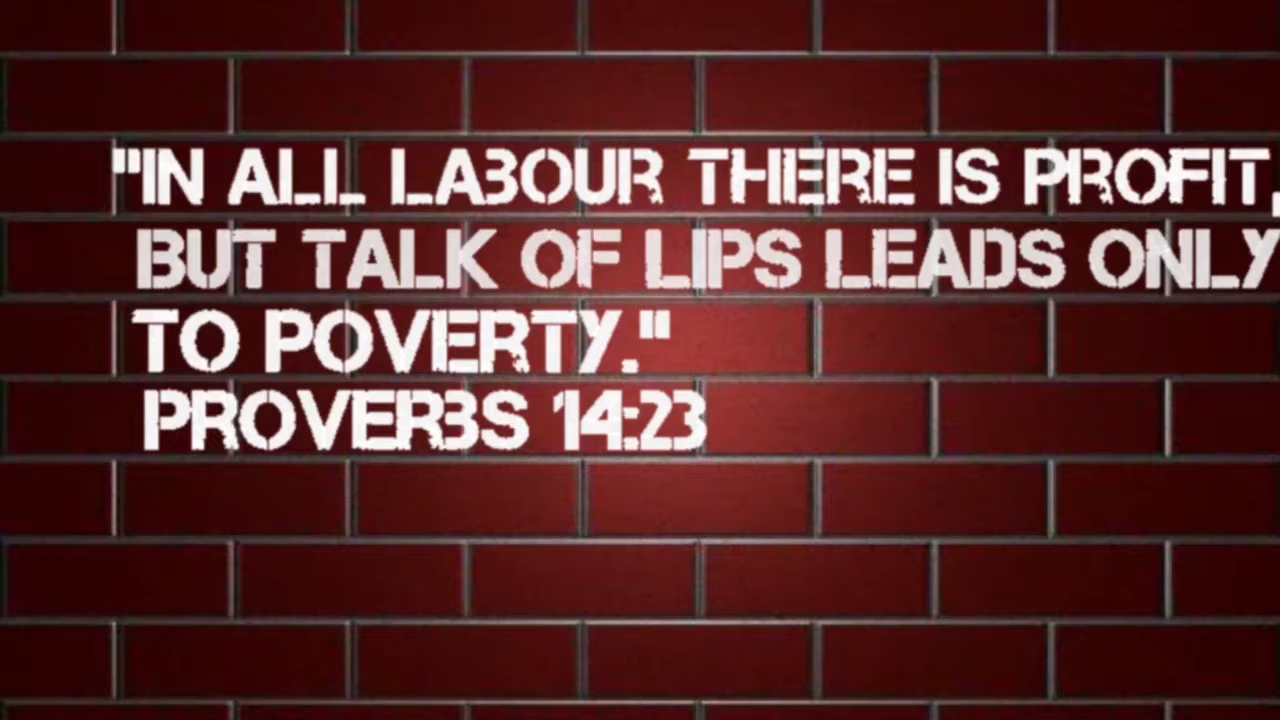 "IN ALL LABOUR THERE IS PROFIT,
BUT TALK OF LIPS LEADS ONLY
TO POVERTY."
PROVERBS 14:23